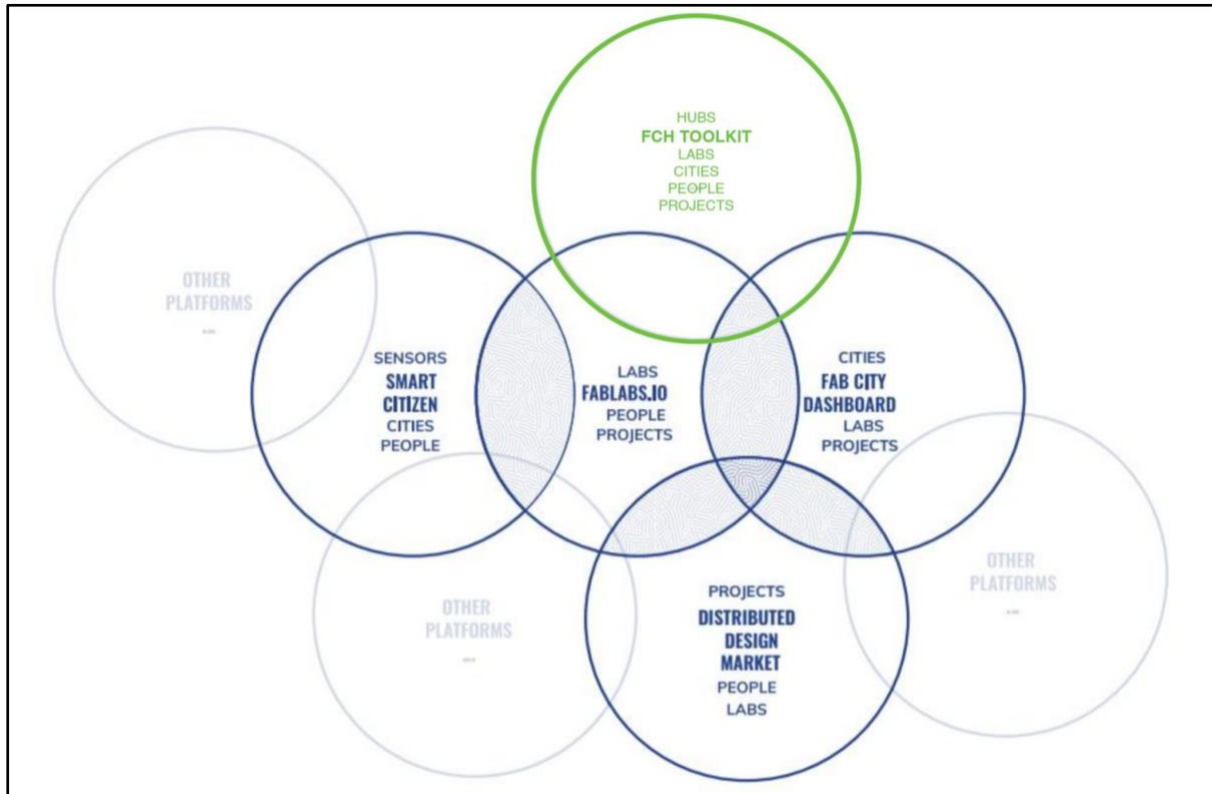 HUBS
FCH TOOLKIT
LABS
CITIES
PEOPLE
PROJECTS
OTHER
PLATFORMS
...
SENSORS
SMART
CITIZEN
CITIES
PEOPLE
LABS
FABLABS.IO
PEOPLE
PROJECTS
CITIES
FAB CITY
DASHBOARD
LABS
PROJECTS
OTHER
PLATFORMS
...
PROJECTS
DISTRIBUTED
DESIGN
MARKET
PEOPLE
LABS
OTHER
PLATFORMS
...